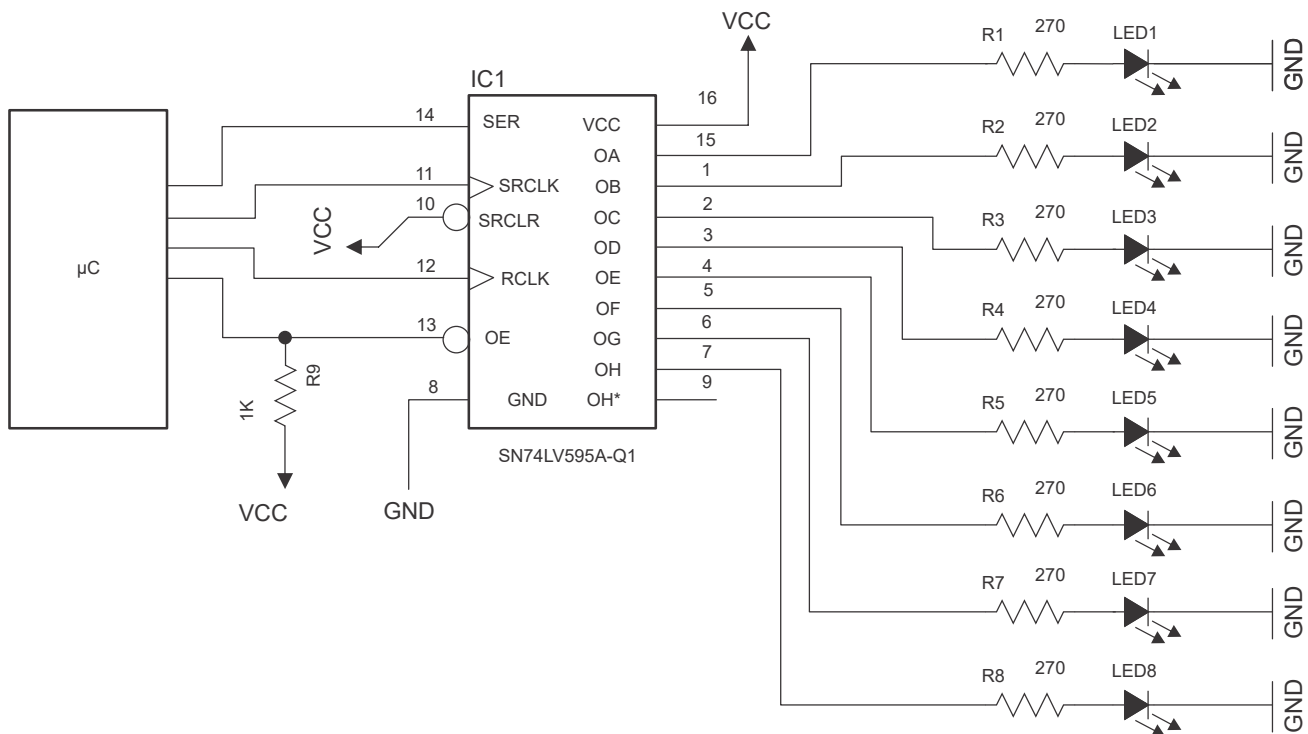 VCC
R1
270
LED1
GND
IC1
16
14
SER
VCC
15
R2
270
LED2
GND
OA
1
11
SRCLK
OB
10
SRCLR
OC
2
R3
270
LED3
GND
VCC
OD
3
µC
12
RCLK
OE
4
R4
270
LED4
GND
OF
5
13
OE
OG
6
OH
7
R9
1K
8
GND
OH*
9
R5
270
LED5
GND
SN74LV595A-Q1
VCC
GND
R6
270
LED6
GND
R7
270
LED7
GND
R8
270
LED8
GND